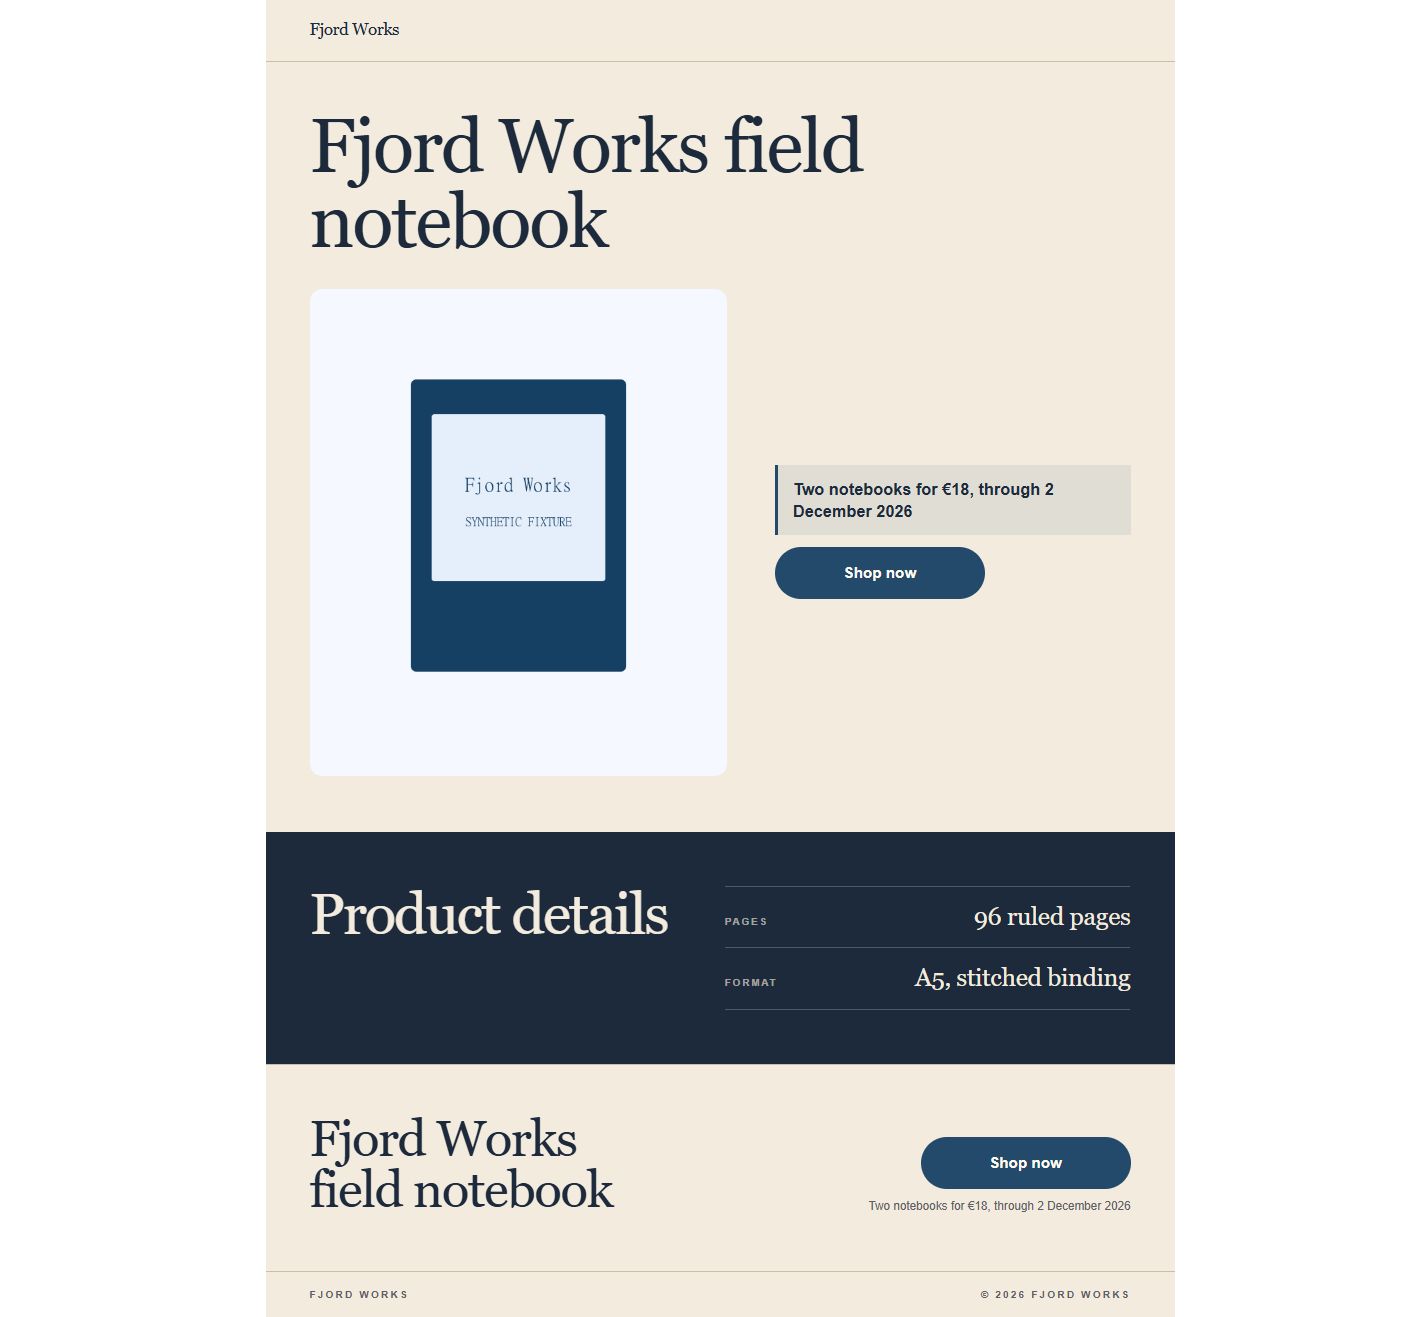 Fjord Works
Fjord Works field
notebook
Fjord Works
SYNTHETIC FIXTURE
Two notebooks for €18, through 2
December 2026
Shop now
Product details
PAGES
96 ruled pages
FORMAT
A5, stitched binding
Fjord Works
field notebook
Shop now
Two notebooks for €18, through 2 December 2026
FJORD WORKS
© 2026 FJORD WORKS